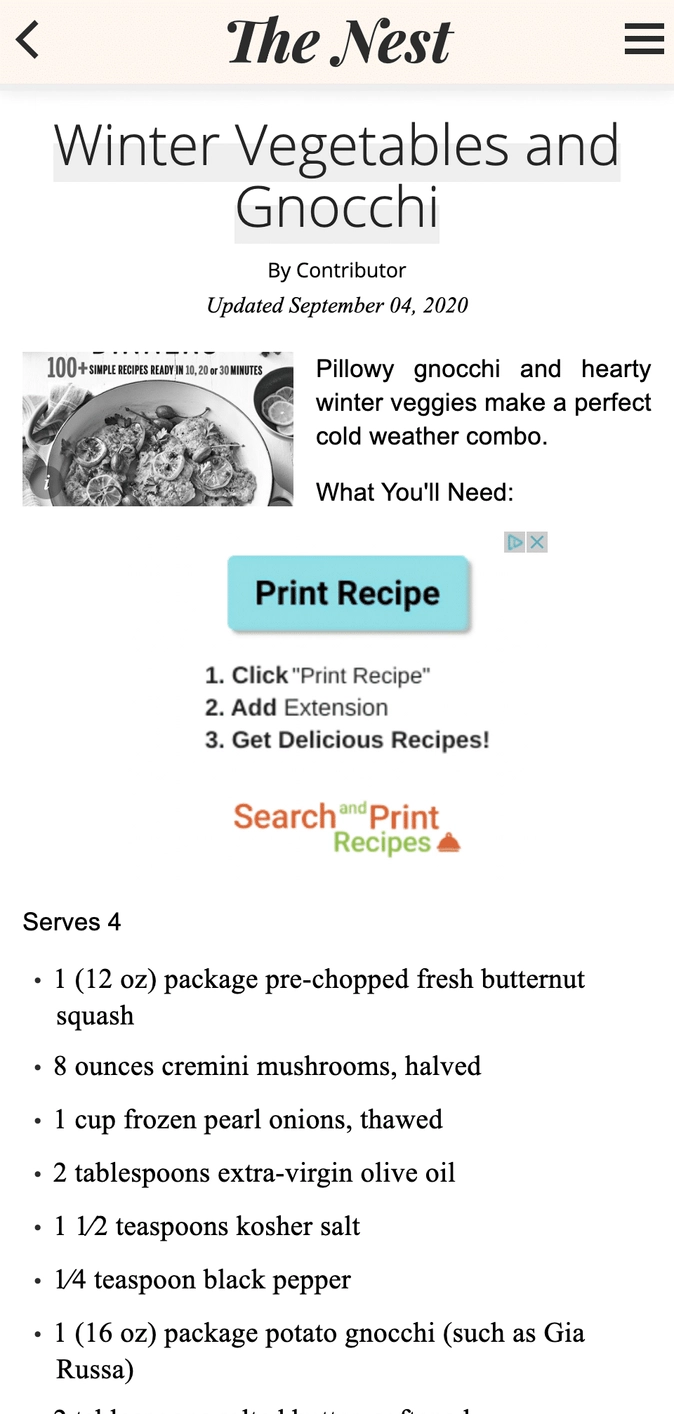 The Nest
Winter Vegetables and
Gnocchi
By Contributor
Updated September 04, 2020
100+ SIMPLE RECIPES READY IN 10, 20 or 30 MINUTES
i
Pillowy gnocchi and hearty
winter veggies make a perfect
cold weather combo.
What You'll Need:
Print Recipe
1. Click "Print Recipe"
2. Add Extension
3. Get Delicious Recipes!
Search and Print
Recipes
Serves 4
• 1 (12 oz) package pre-chopped fresh butternut
squash
• 8 ounces cremini mushrooms, halved
• 1 cup frozen pearl onions, thawed
• 2 tablespoons extra-virgin olive oil
• 1 1⁄2 teaspoons kosher salt
• 1⁄4 teaspoon black pepper
• 1 (16 oz) package potato gnocchi (such as Gia
Russa)